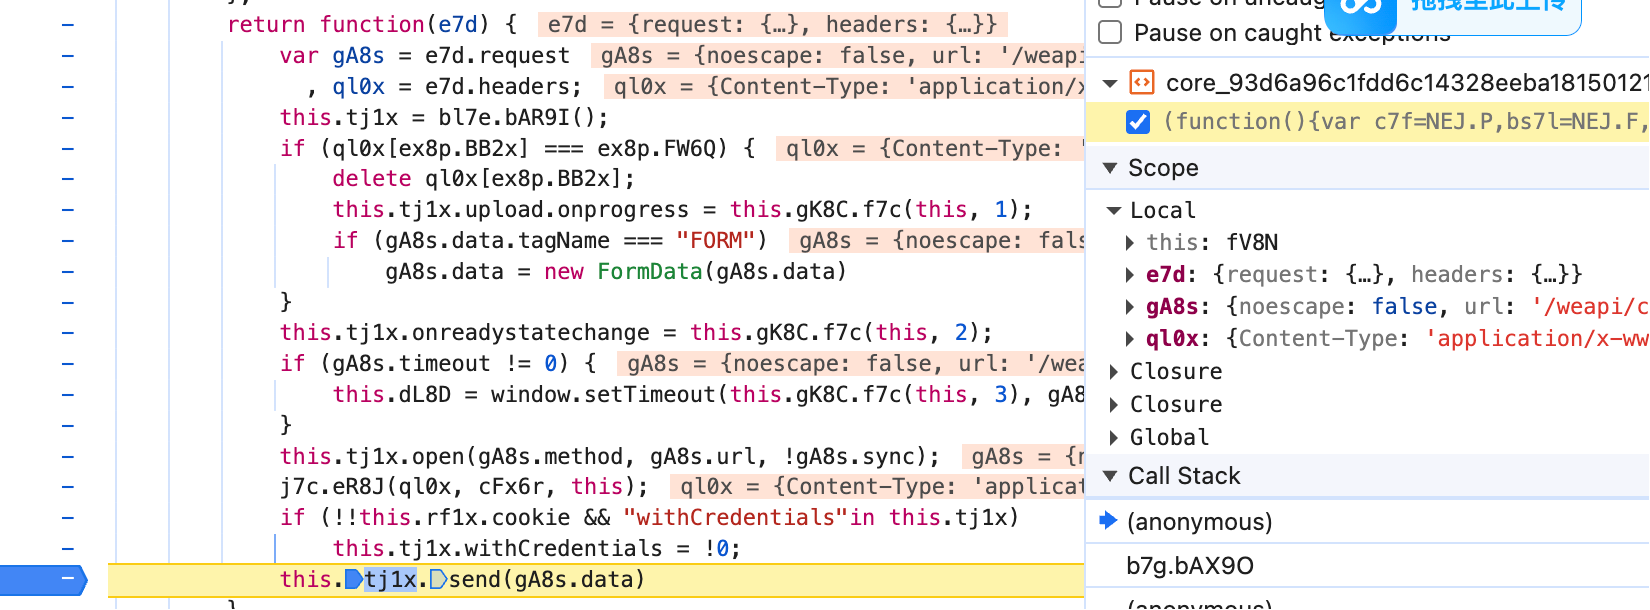 return function(e7d) { e7d = {request: {…}, headers: {…}}
var gA8s = e7d.request gA8s = {noescape: false, url: '/weapi
, ql0x = e7d.headers; ql0x = {Content-Type: 'application/x
this.tj1x = bl7e.bAR9I();
if (ql0x[ex8p.BB2x] === ex8p.FW6Q) { ql0x = {Content-Type: '
delete ql0x[ex8p.BB2x];
this.tj1x.upload.onprogress = this.gK8C.f7c(this, 1);
if (gA8s.data.tagName === "FORM") gA8s = {noescape: fals
gA8s.data = new FormData(gA8s.data)
}
this.tj1x.onreadystatechange = this.gK8C.f7c(this, 2);
if (gA8s.timeout != 0) { gA8s = {noescape: false, url: '/wea
this.dL8D = window.setTimeout(this.gK8C.f7c(this, 3), gA8
}
this.tj1x.open(gA8s.method, gA8s.url, !gA8s.sync); gA8s = {n
j7c.eR8J(ql0x, cFx6r, this); ql0x = {Content-Type: 'applicat
if (!!this.rf1x.cookie && "withCredentials"in this.tj1x)
this.tj1x.withCredentials = !0;
this.tj1x.send(gA8s.data)
Pause on uncaug
拖拽至此上传
Pause on caught exceptions
core_93d6a96c1fdd6c14328eeba18150121
(function(){var c7f=NEJ.P,bs7l=NEJ.F,
Scope
Local
this: fV8N
e7d: {request: {…}, headers: {…}}
gA8s: {noescape: false, url: '/weapi/c
ql0x: {Content-Type: 'application/x-ww
Closure
Closure
Global
Call Stack
(anonymous)
b7g.bAX9O
(anonymous)